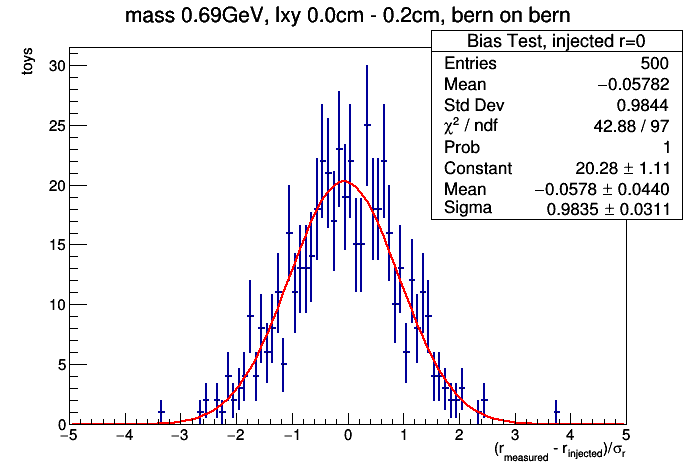 mass 0.69GeV, lxy 0.0cm - 0.2cm, bern on bern
Bias Test, injected r=0
Entries 500
Mean −0.05782
Std Dev 0.9844
χ² / ndf 42.88 / 97
Prob 1
Constant 20.28 ± 1.11
Mean −0.0578 ± 0.0440
Sigma 0.9835 ± 0.0311
toys
30
25
20
15
10
5
0
−5 −4 −3 −2 −1 0 1 2 3 4 5
(r_measured - r_injected)/σ_r